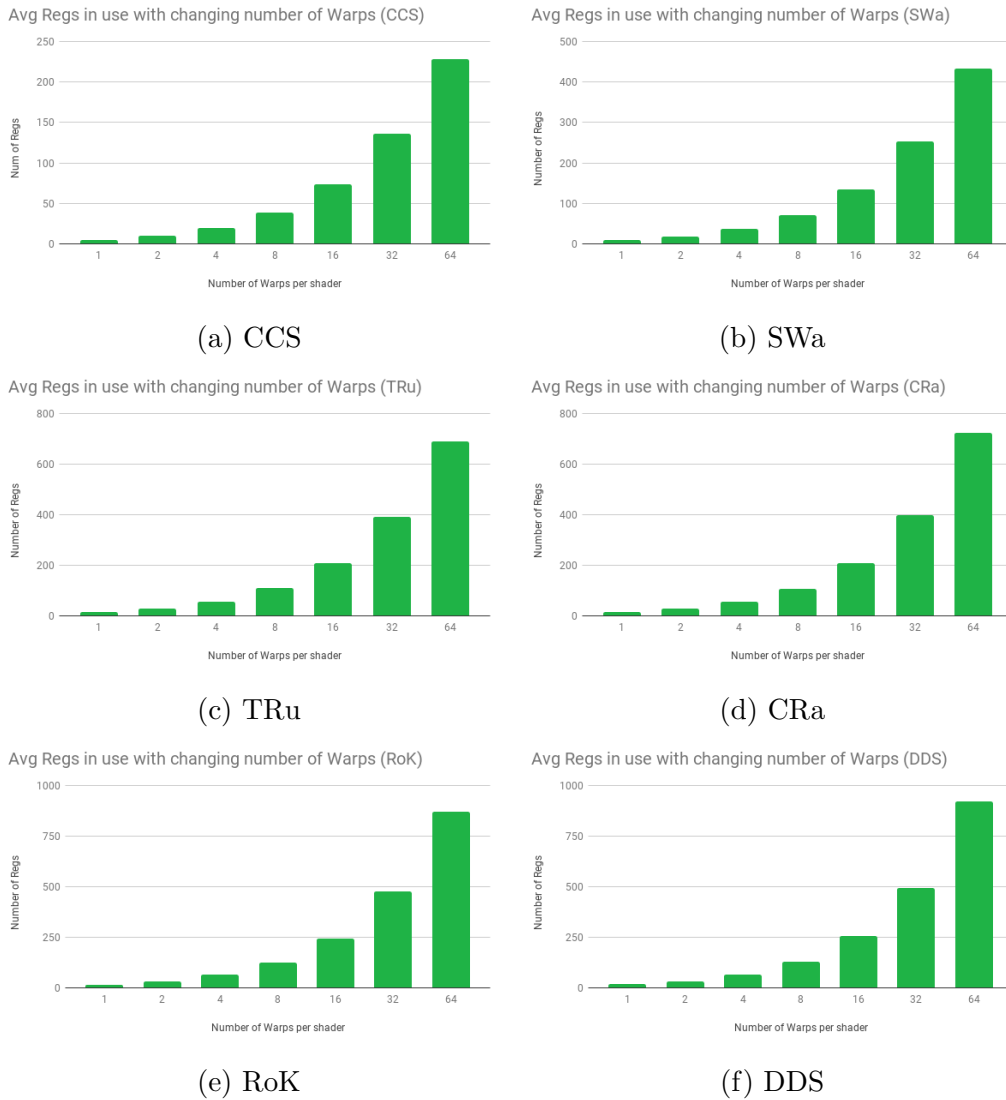 Avg Regs in use with changing number of Warps (CCS)
250
200
150
100
50
0
Num of Regs
1 2 4 8 16 32 64
Number of Warps per shader
(a) CCS
Avg Regs in use with changing number of Warps (SWa)
500
400
300
200
100
0
Number of Regs
1 2 4 8 16 32 64
Number of Warps per shader
(b) SWa
Avg Regs in use with changing number of Warps (TRu)
800
600
400
200
0
Number of Regs
1 2 4 8 16 32 64
Number of Warps per shader
(c) TRu
Avg Regs in use with changing number of Warps (CRa)
800
600
400
200
0
Number of Regs
1 2 4 8 16 32 64
Number of Warps per shader
(d) CRa
Avg Regs in use with changing number of Warps (RoK)
1000
750
500
250
0
Number of Regs
1 2 4 8 16 32 64
Number of Warps per shader
(e) RoK
Avg Regs in use with changing number of Warps (DDS)
1000
750
500
250
0
Number of Regs
1 2 4 8 16 32 64
Number of Warps per shader
(f) DDS